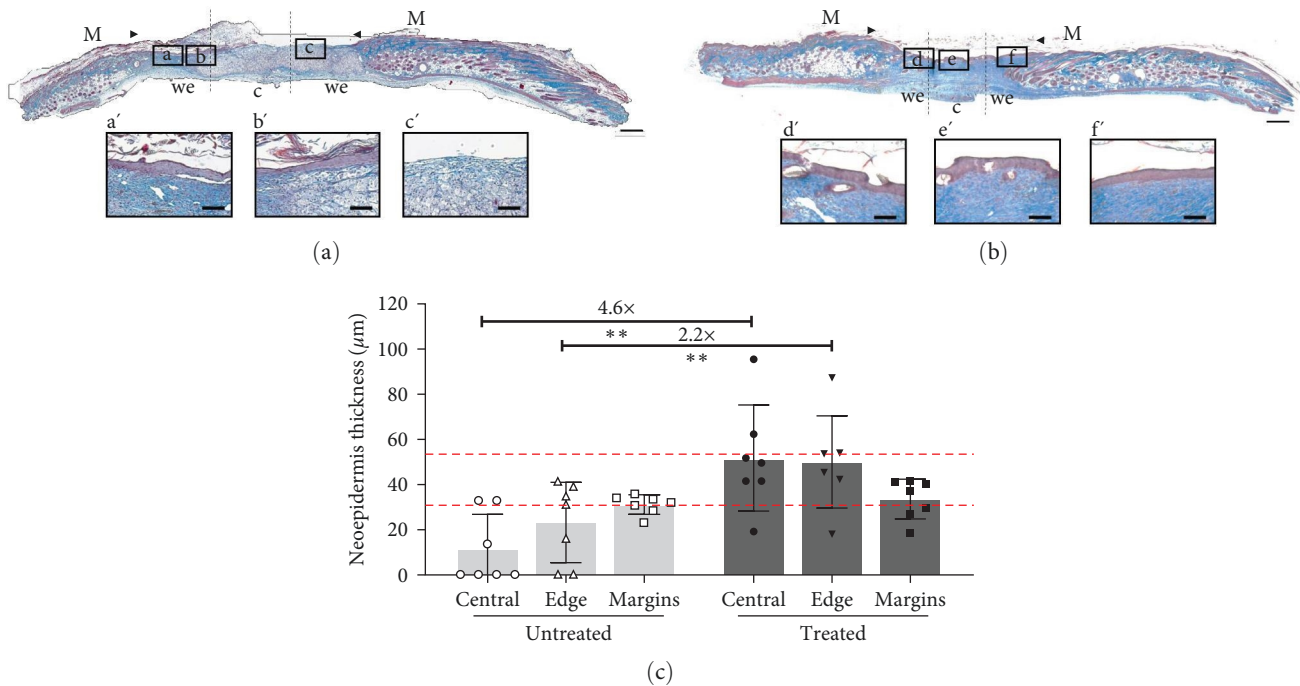 M
M
a
b
c
we
c
we
a′
b′
c′
(a)
M
M
d
e
f
we
c
we
d′
e′
f′
(b)
Neoepidermis thickness (μm)
120
100
80
60
40
20
0
4.6×
**
2.2×
**
Central
Edge
Margins
Central
Edge
Margins
Untreated
Treated
(c)